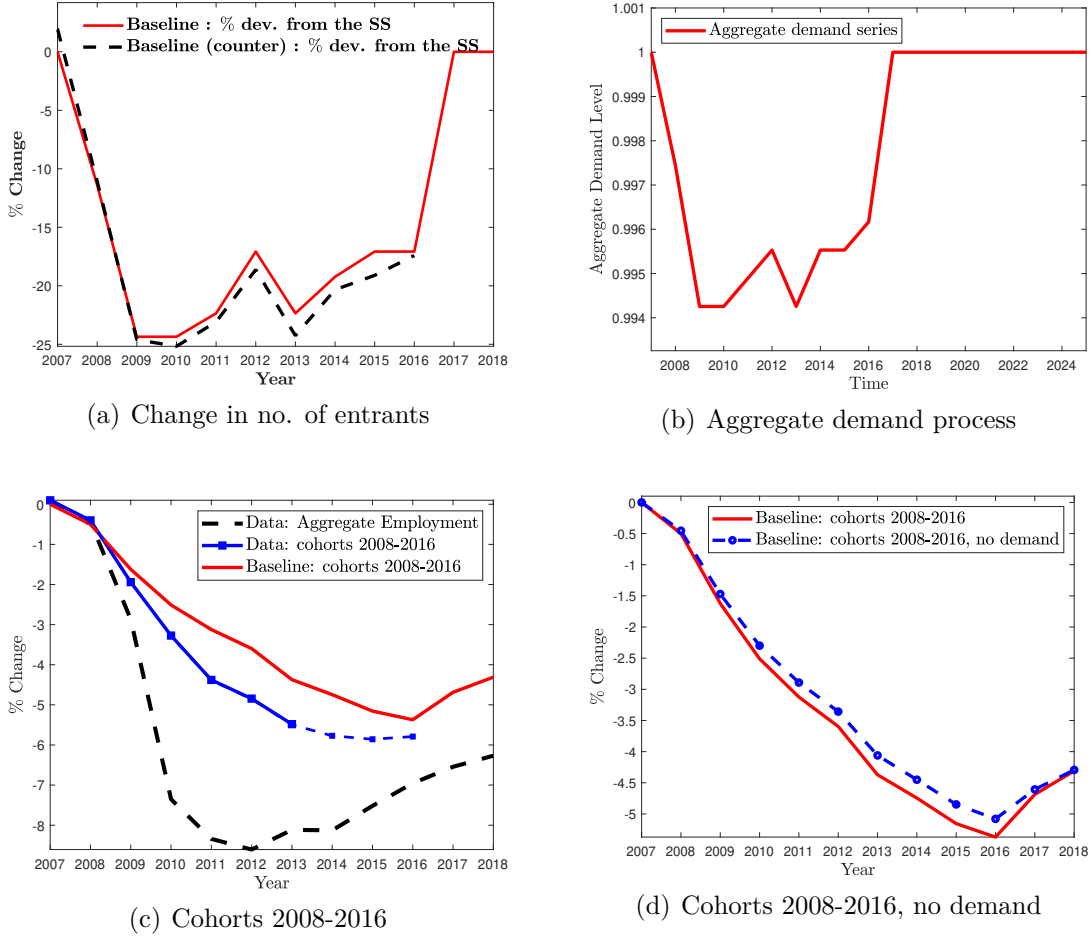 Baseline : % dev. from the SS
Baseline (counter) : % dev. from the SS
0
-5
-10
-15
-20
-25
% Change
2007 2008 2009 2010 2011 2012 2013 2014 2015 2016 2017 2018
Year
(a) Change in no. of entrants
Aggregate demand series
1.001
1
0.999
0.998
0.997
0.996
0.995
0.994
Aggregate Demand Level
2008 2010 2012 2014 2016 2018 2020 2022 2024
Time
(b) Aggregate demand process
Data: Aggregate Employment
Data: cohorts 2008-2016
Baseline: cohorts 2008-2016
0
-1
-2
-3
-4
-5
-6
-7
-8
% Change
2007 2008 2009 2010 2011 2012 2013 2014 2015 2016 2017 2018
Year
(c) Cohorts 2008-2016
Baseline: cohorts 2008-2016
Baseline: cohorts 2008-2016, no demand
0
-0.5
-1
-1.5
-2
-2.5
-3
-3.5
-4
-4.5
-5
% Change
2007 2008 2009 2010 2011 2012 2013 2014 2015 2016 2017 2018
Year
(d) Cohorts 2008-2016, no demand